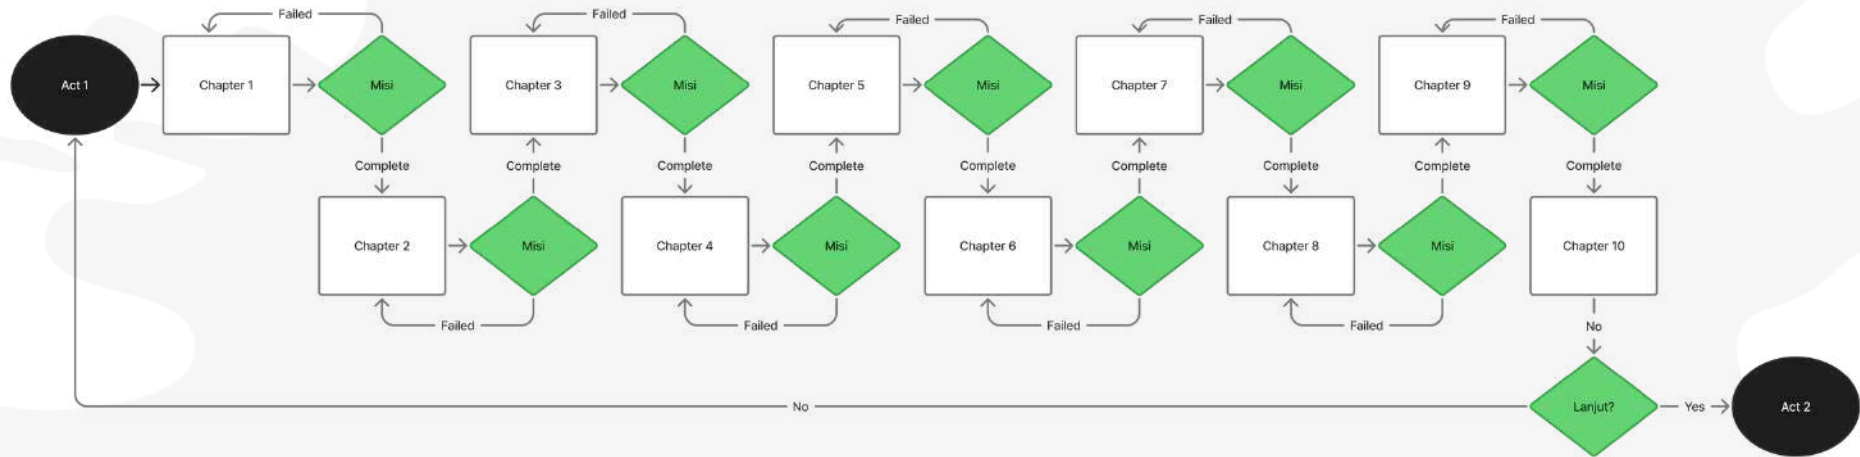 Failed
Failed
Failed
Failed
Failed
Act 1
Chapter 1
Misi
Chapter 3
Misi
Chapter 5
Misi
Chapter 7
Misi
Chapter 9
Misi
Complete
Complete
Complete
Complete
Complete
Complete
Complete
Complete
Complete
Chapter 2
Misi
Chapter 4
Misi
Chapter 6
Misi
Chapter 8
Misi
Chapter 10
Failed
Failed
Failed
Failed
No
No
Lanjut?
Yes
Act 2